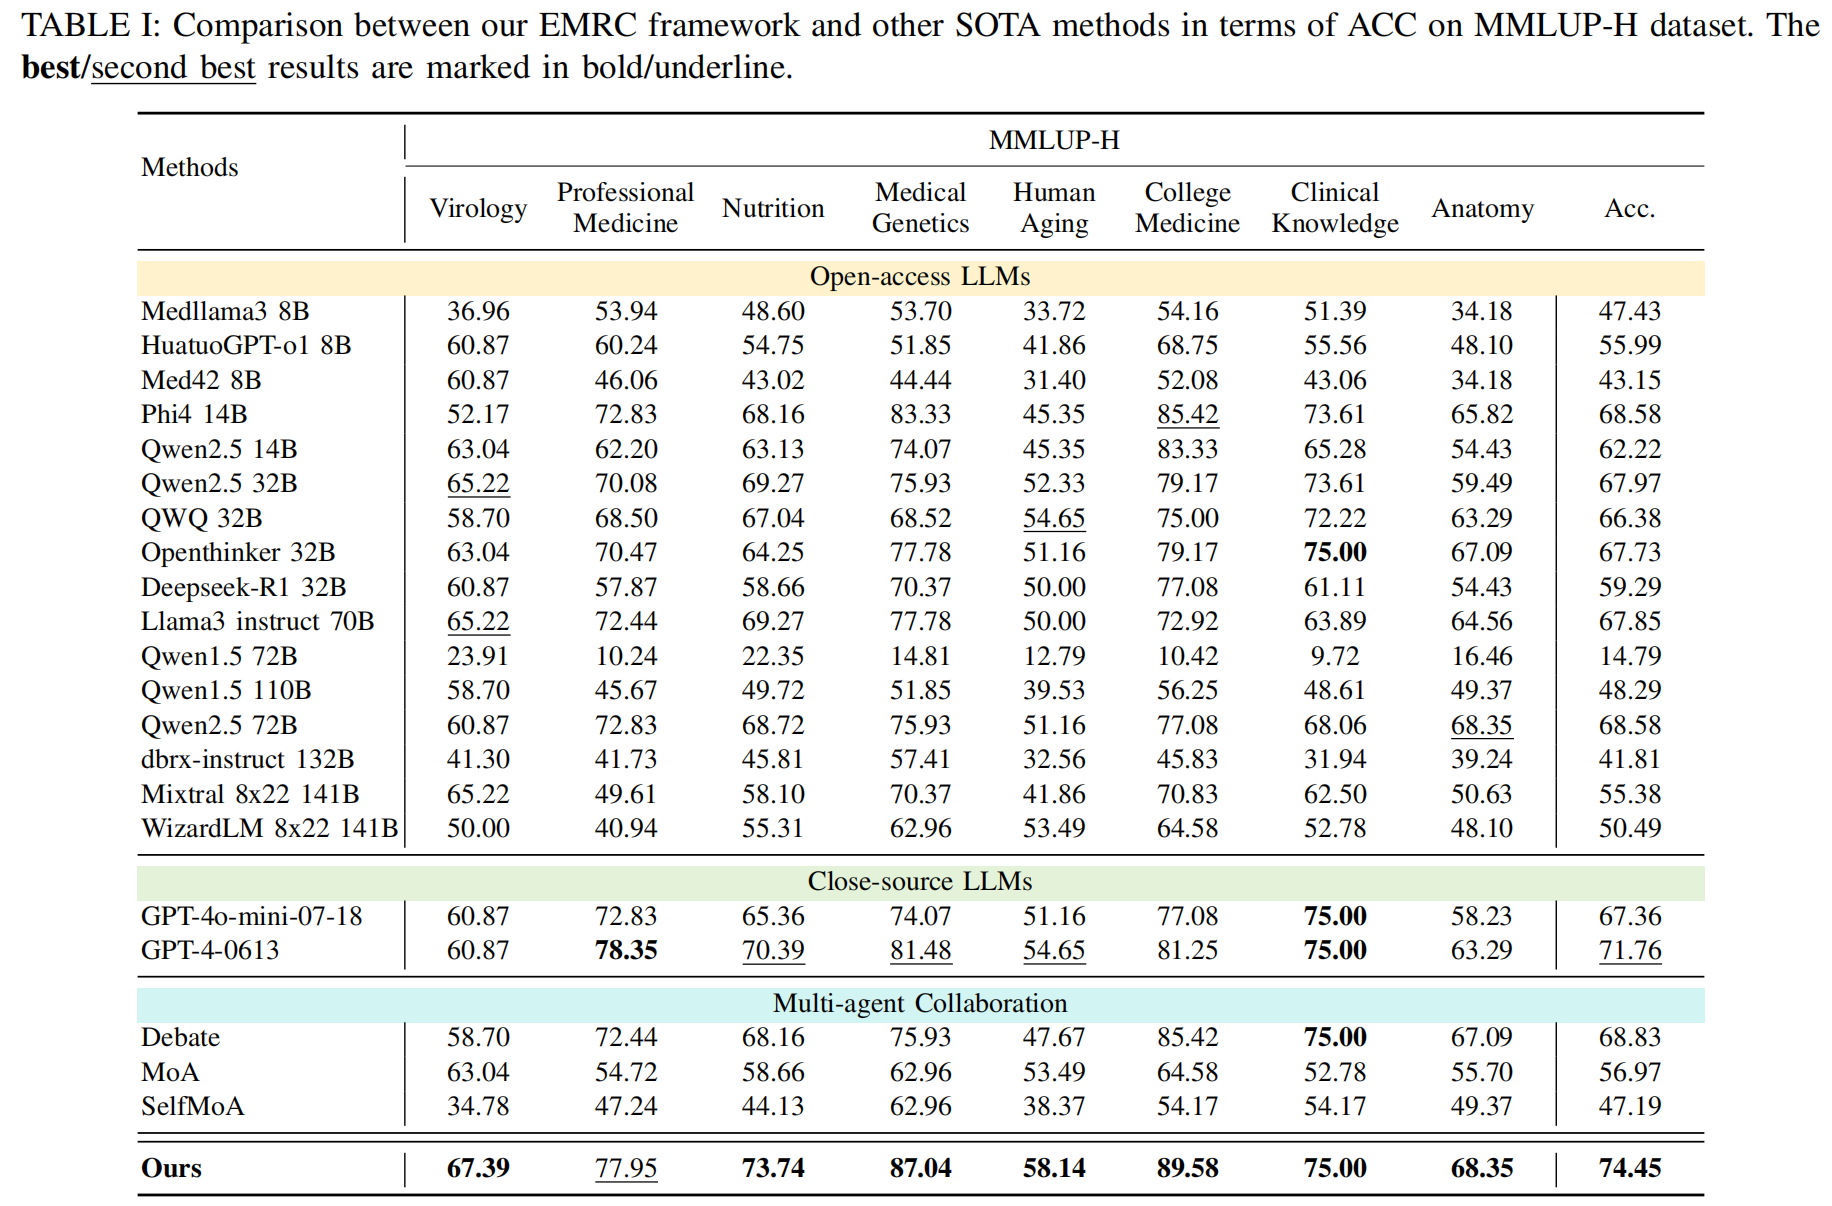 TABLE I: Comparison between our EMRC framework and other SOTA methods in terms of ACC on MMLUP-H dataset. The
best/second best results are marked in bold/underline.
Methods MMLUP-H
Virology Professional Medicine Nutrition Medical Genetics Human Aging College Medicine Clinical Knowledge Anatomy Acc.
Open-access LLMs
Medllama3 8B 36.96 53.94 48.60 53.70 33.72 54.16 51.39 34.18 47.43
HuatuoGPT-o1 8B 60.87 60.24 54.75 51.85 41.86 68.75 55.56 48.10 55.99
Med42 8B 60.87 46.06 43.02 44.44 31.40 52.08 43.06 34.18 43.15
Phi4 14B 52.17 72.83 68.16 83.33 45.35 85.42 73.61 65.82 68.58
Qwen2.5 14B 63.04 62.20 63.13 74.07 45.35 83.33 65.28 54.43 62.22
Qwen2.5 32B 65.22 70.08 69.27 75.93 52.33 79.17 73.61 59.49 67.97
QWQ 32B 58.70 68.50 67.04 68.52 54.65 75.00 72.22 63.29 66.38
Openthinker 32B 63.04 70.47 64.25 77.78 51.16 79.17 75.00 67.09 67.73
Deepseek-R1 32B 60.87 57.87 58.66 70.37 50.00 77.08 61.11 54.43 59.29
Llama3 instruct 70B 65.22 72.44 69.27 77.78 50.00 72.92 63.89 64.56 67.85
Qwen1.5 72B 23.91 10.24 22.35 14.81 12.79 10.42 9.72 16.46 14.79
Qwen1.5 110B 58.70 45.67 49.72 51.85 39.53 56.25 48.61 49.37 48.29
Qwen2.5 72B 60.87 72.83 68.72 75.93 51.16 77.08 68.06 68.35 68.58
dbrx-instruct 132B 41.30 41.73 45.81 57.41 32.56 45.83 31.94 39.24 41.81
Mixtral 8x22 141B 65.22 49.61 58.10 70.37 41.86 70.83 62.50 50.63 55.38
WizardLM 8x22 141B 50.00 40.94 55.31 62.96 53.49 64.58 52.78 48.10 50.49
Close-source LLMs
GPT-4o-mini-07-18 60.87 72.83 65.36 74.07 51.16 77.08 75.00 58.23 67.36
GPT-4-0613 60.87 78.35 70.39 81.48 54.65 81.25 75.00 63.29 71.76
Multi-agent Collaboration
Debate 58.70 72.44 68.16 75.93 47.67 85.42 75.00 67.09 68.83
MoA 63.04 54.72 58.66 62.96 53.49 64.58 52.78 55.70 56.97
SelfMoA 34.78 47.24 44.13 62.96 38.37 54.17 54.17 49.37 47.19
Ours 67.39 77.95 73.74 87.04 58.14 89.58 75.00 68.35 74.45